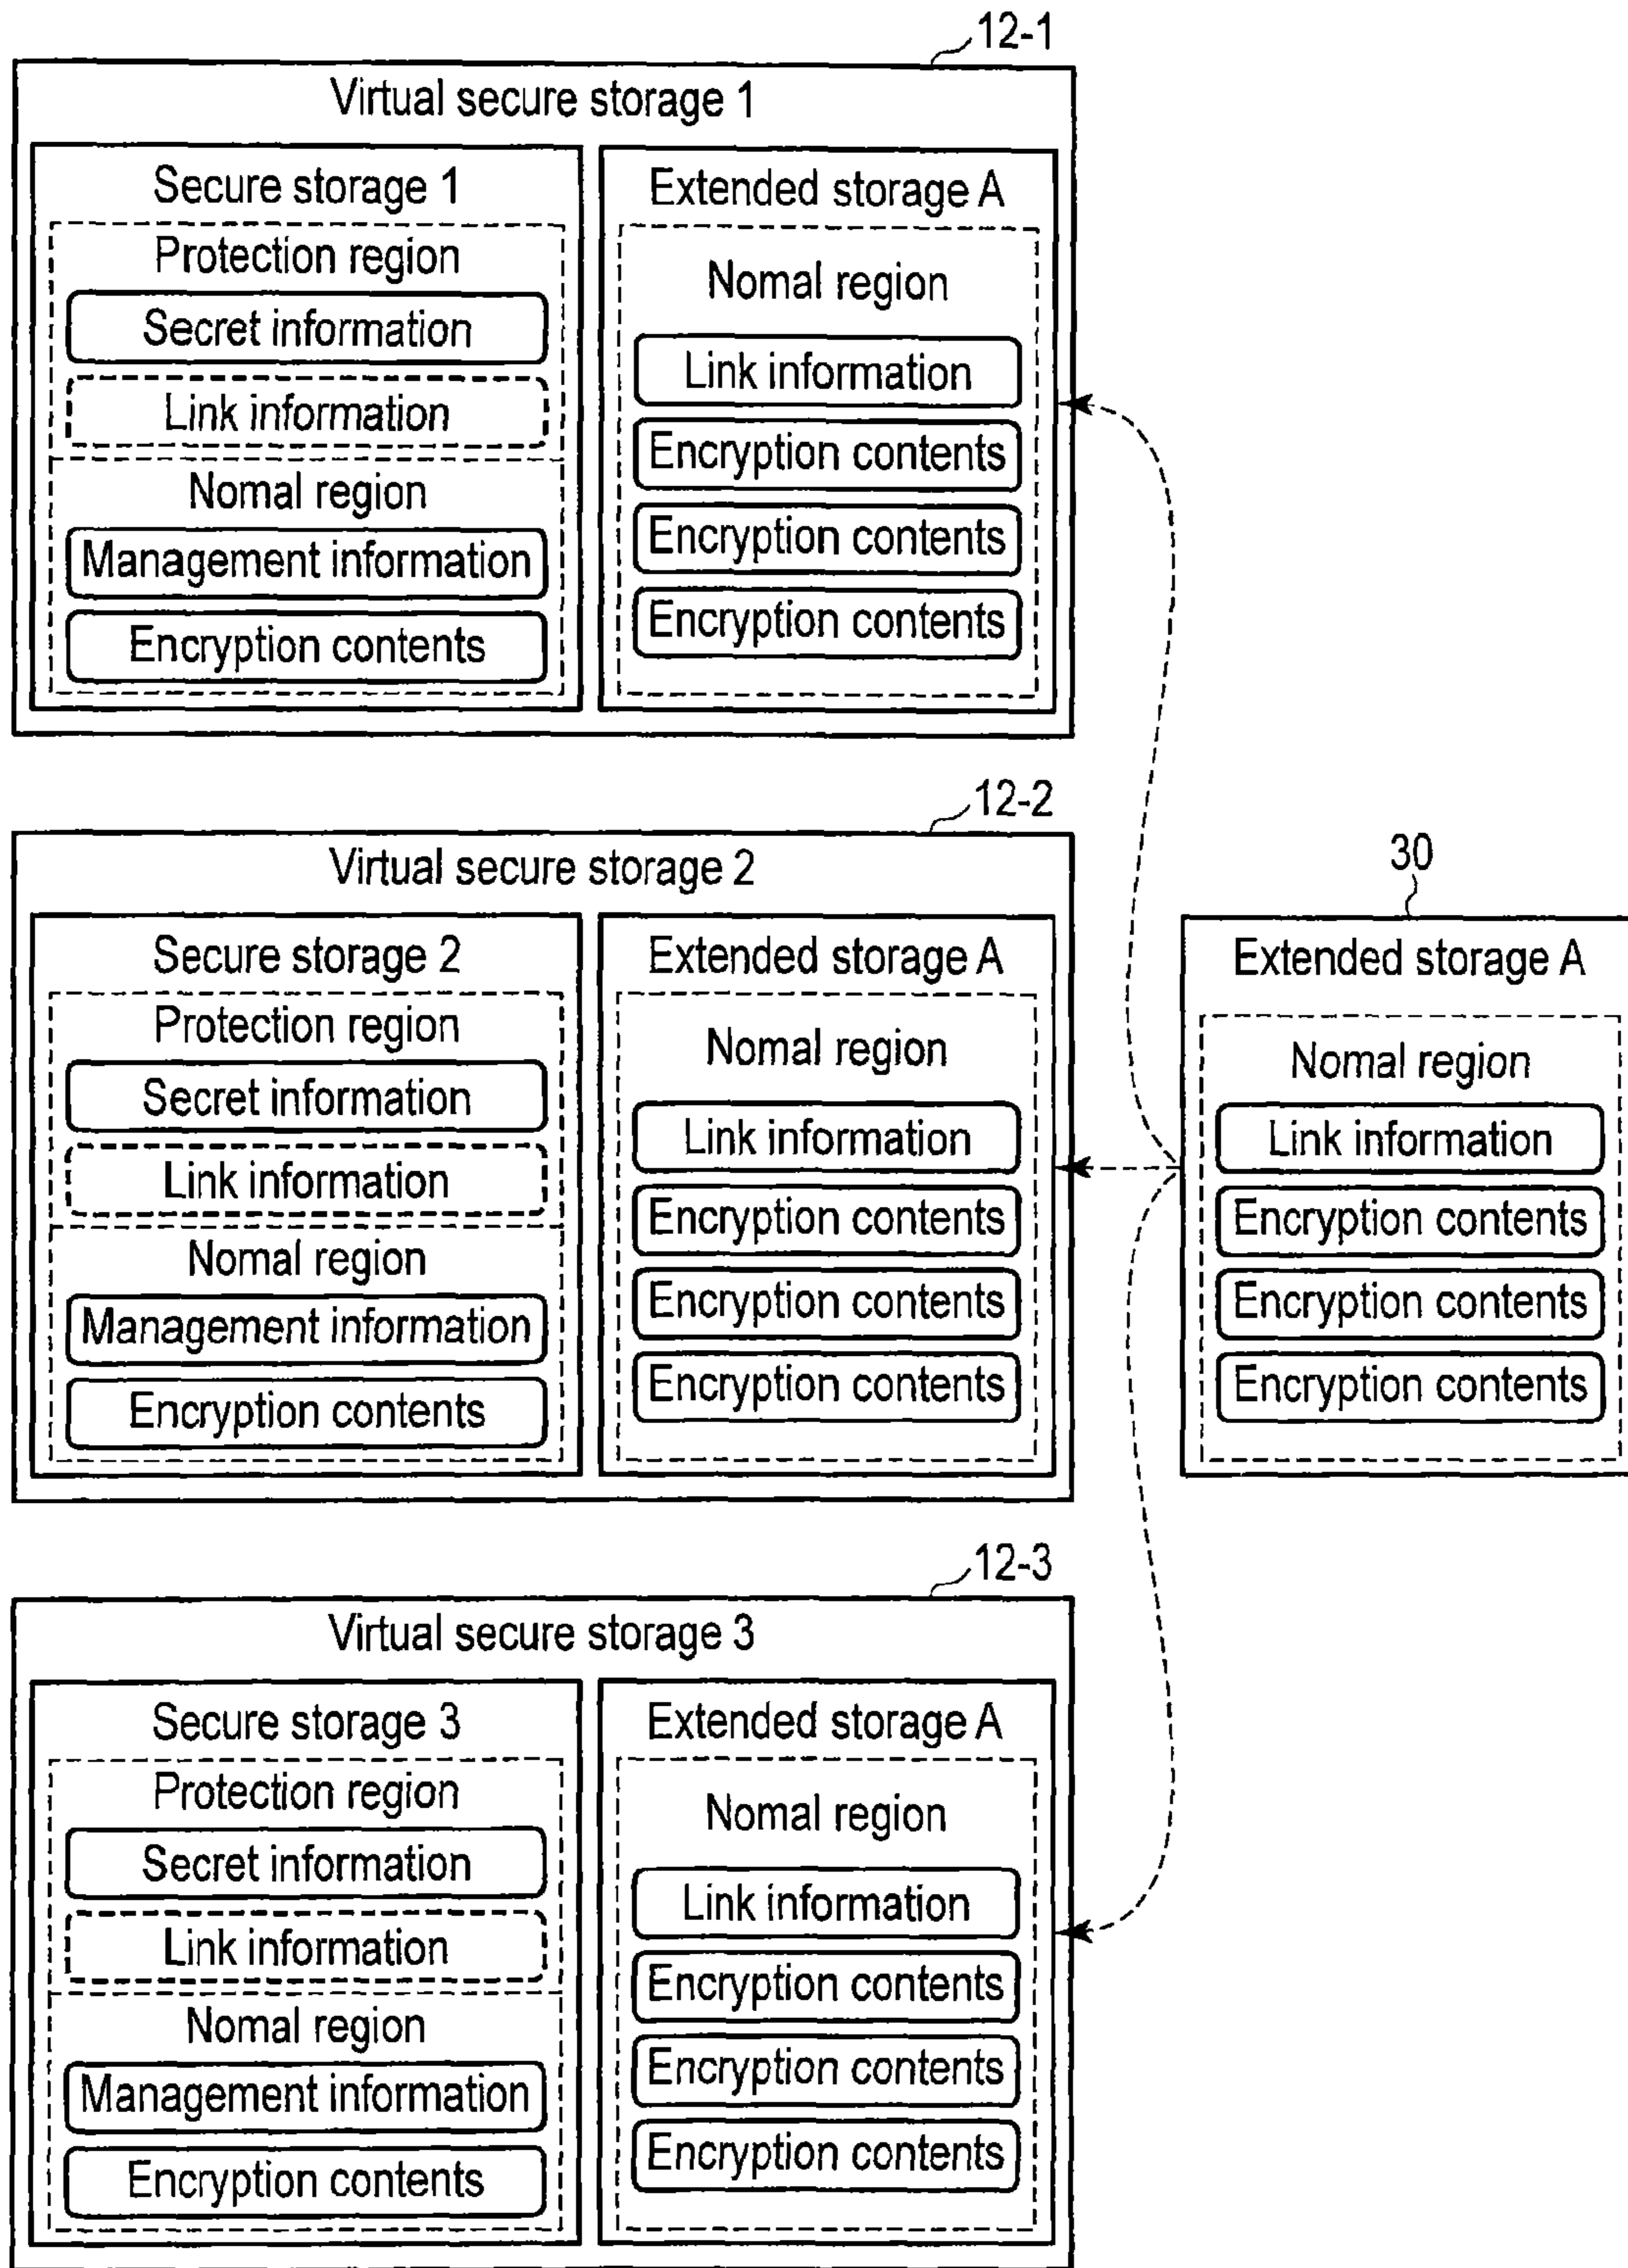 12-1
Virtual secure storage 1
Secure storage 1
Protection region
Secret information
Link information
Nomal region
Management information
Encryption contents
Extended storage A
Nomal region
Link information
Encryption contents
Encryption contents
Encryption contents
12-2
Virtual secure storage 2
Secure storage 2
Protection region
Secret information
Link information
Nomal region
Management information
Encryption contents
Extended storage A
Nomal region
Link information
Encryption contents
Encryption contents
Encryption contents
30
Extended storage A
Nomal region
Link information
Encryption contents
Encryption contents
Encryption contents
12-3
Virtual secure storage 3
Secure storage 3
Protection region
Secret information
Link information
Nomal region
Management information
Encryption contents
Extended storage A
Nomal region
Link information
Encryption contents
Encryption contents
Encryption contents